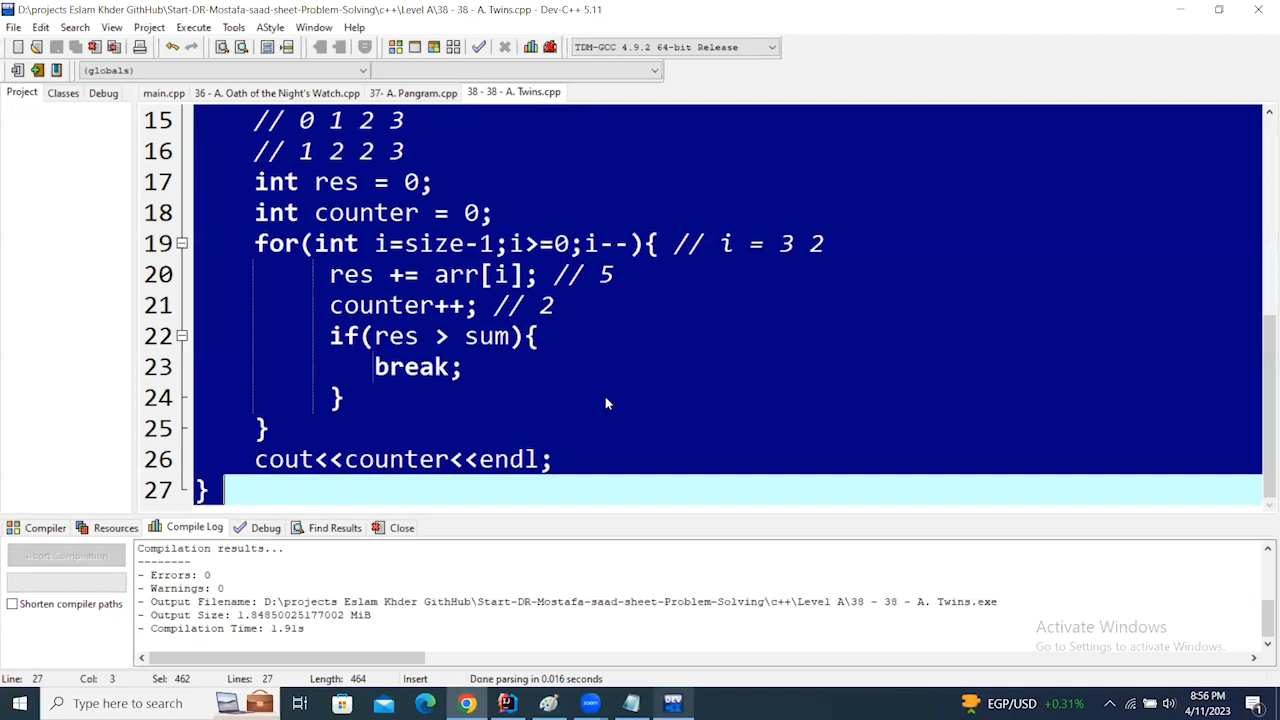 D:\projects Eslam Khder GithHub\Start-DR-Mostafa-saad-sheet-Problem-Solving\c++\Level A\38 - 38 - A. Twins.cpp - Dev-C++ 5.11
File Edit Search View Project Execute Tools AStyle Window Help
TDM-GCC 4.9.2 64-bit Release
(globals)
Project Classes Debug main.cpp 36 - A. Oath of the Night's Watch.cpp 37- A. Pangram.cpp 38 - 38 - A. Twins.cpp
15 // 0 1 2 3
16 // 1 2 2 3
17 int res = 0;
18 int counter = 0;
19 for(int i=size-1;i>=0;i--){ // i = 3 2
20 res += arr[i]; // 5
21 counter++; // 2
22 if(res > sum){
23 break;
24 }
25 }
26 cout<<counter<<endl;
27 }
Compiler Resources Compile Log Debug Find Results Close
Abort Compilation
Shorten compiler paths
Compilation results...
--------
- Errors: 0
- Warnings: 0
- Output Filename: D:\projects Eslam Khder GitHub\Start-DR-Mostafa-saad-sheet-Problem-Solving\c++\Level A\38 - 38 - A. Twins.exe
- Output Size: 1.84850025177002 MiB
- Compilation Time: 1.91s
Activate Windows
Go to Settings to activate Windows.
Line: 27 Col: 3 Sel: 462 Lines: 27 Length: 464 Insert Done parsing in 0.016 seconds
Type here to search
zoom
EGP/USD +0.31%
8:56 PM
4/11/2023
1